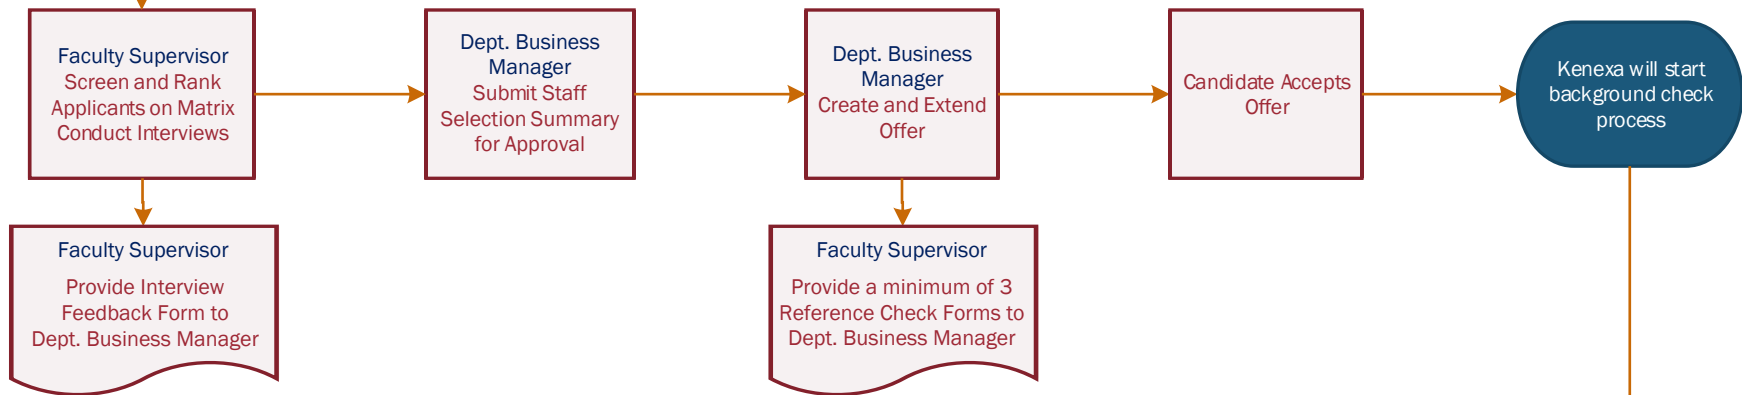 Faculty Supervisor
Screen and Rank
Applicants on Matrix
Conduct Interviews
Dept. Business
Manager
Submit Staff
Selection Summary
for Approval
Dept. Business
Manager
Create and Extend
Offer
Candidate Accepts
Offer
Kenexa will start
background check
process
Faculty Supervisor
Provide Interview
Feedback Form to
Dept. Business Manager
Faculty Supervisor
Provide a minimum of 3
Reference Check Forms to
Dept. Business Manager